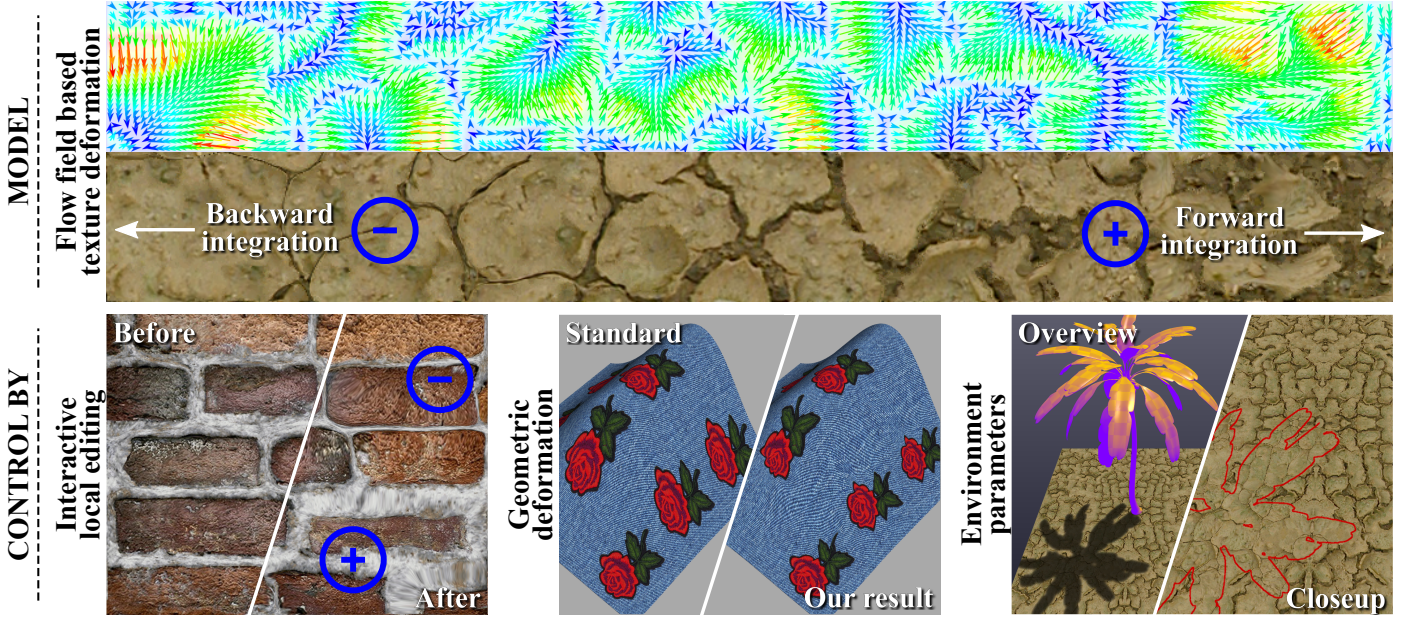 MODEL
Flow field based
texture deformation
Backward
integration
−
+
Forward
integration
CONTROL BY
Interactive
local editing
Before
−
+
After
Geometric
deformation
Standard
Our result
Environment
parameters
Overview
Closeup